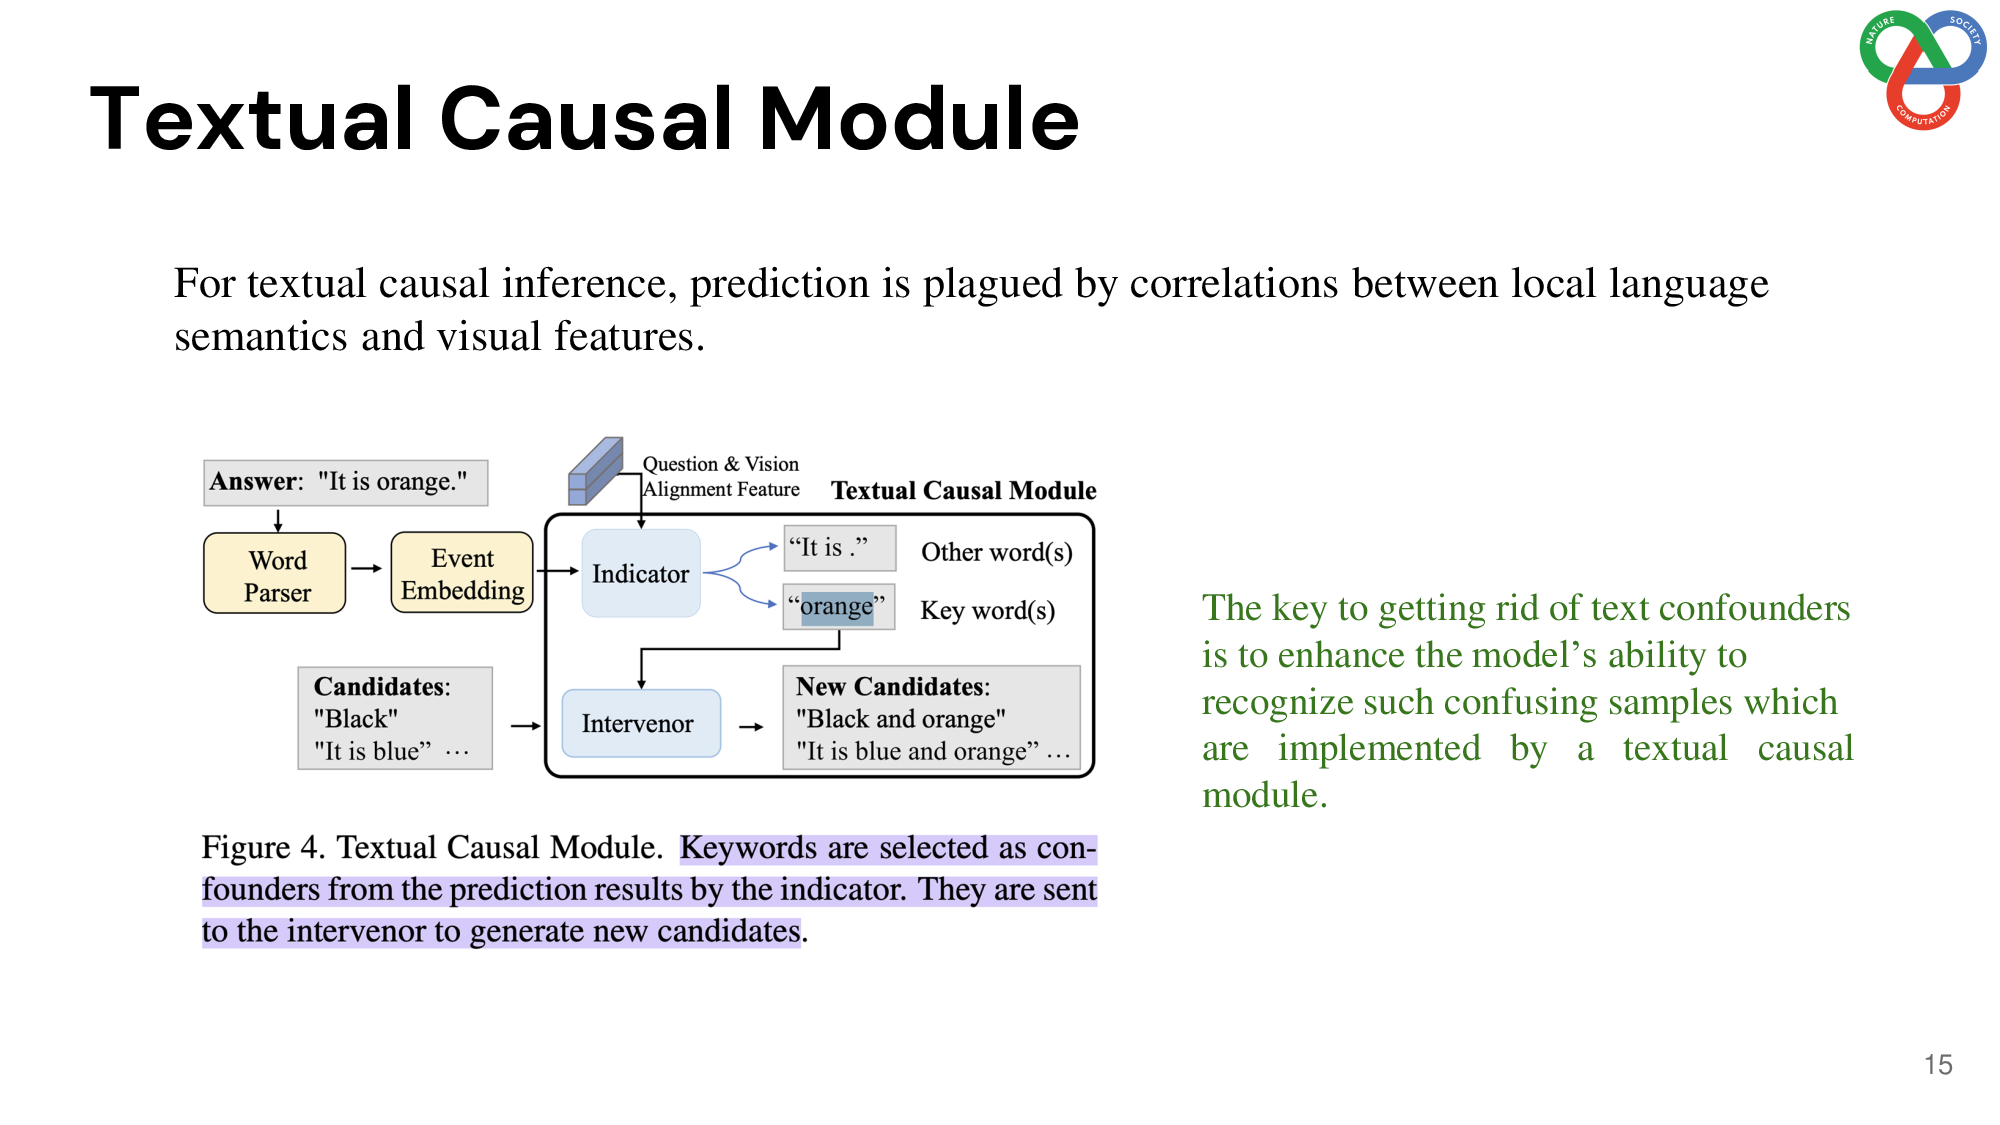 NATURE
SOCIETY
COMPUTATION
Textual Causal Module
For textual causal inference, prediction is plagued by correlations between local language
semantics and visual features.
Answer: "It is orange."
Question & Vision
Alignment Feature
Textual Causal Module
Word
Parser
Event
Embedding
Indicator
“It is .”
Other word(s)
“orange”
Key word(s)
Candidates:
"Black"
"It is blue” ...
Intervenor
New Candidates:
"Black and orange"
"It is blue and orange” ...
The key to getting rid of text confounders
is to enhance the model’s ability to
recognize such confusing samples which
are implemented by a textual causal
module.
Figure 4. Textual Causal Module. Keywords are selected as con-
founders from the prediction results by the indicator. They are sent
to the intervenor to generate new candidates.
15